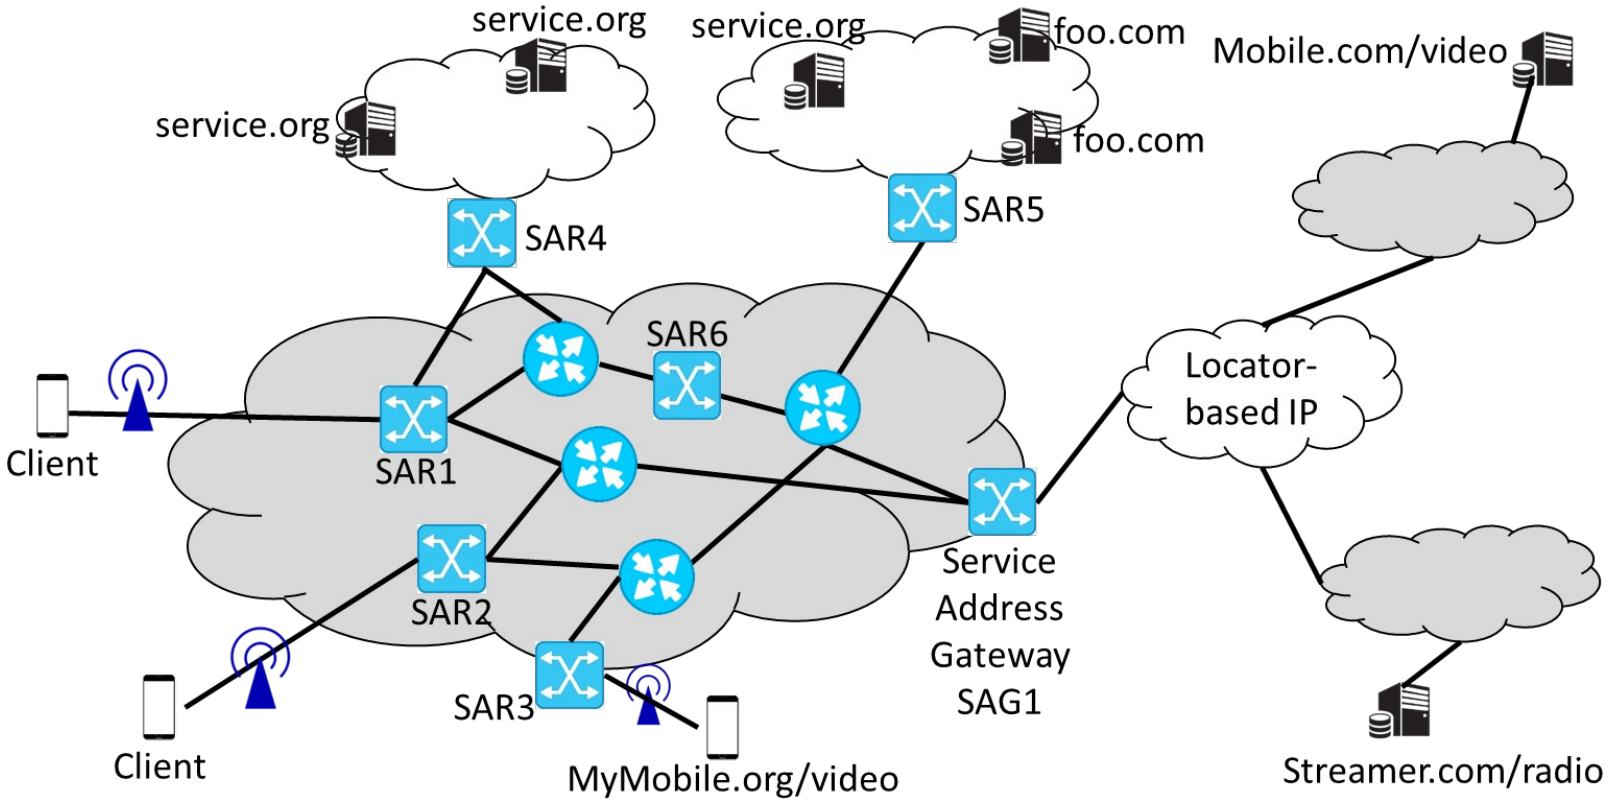 service.org
service.org
foo.com
Mobile.com/video
service.org
foo.com
SAR4
SAR5
SAR6
Locator-
based IP
Client
SAR1
SAR2
Service
Address
Gateway
SAG1
SAR3
Client
MyMobile.org/video
Streamer.com/radio